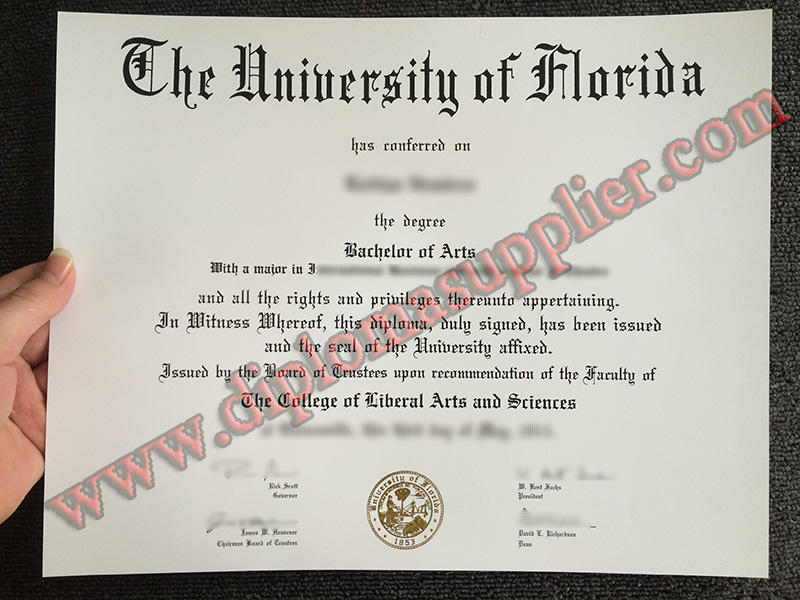 The University of Florida
has conferred on
the degree
Bachelor of Arts
With a major in
and all the rights and privileges thereunto appertaining.
In Witness Whereof, this diploma, duly signed, has been issued
and the seal of the University affixed.
Issued by the Board of Trustees upon recommendation of the Faculty of
The College of Liberal Arts and Sciences
Rick Scott
Governor
W. Kent Fuchs
President
James W. Heavener
Chairman Board of Trustees
David E. Richardson
Dean
University of Florida
1853
www.diplomasupplier.com